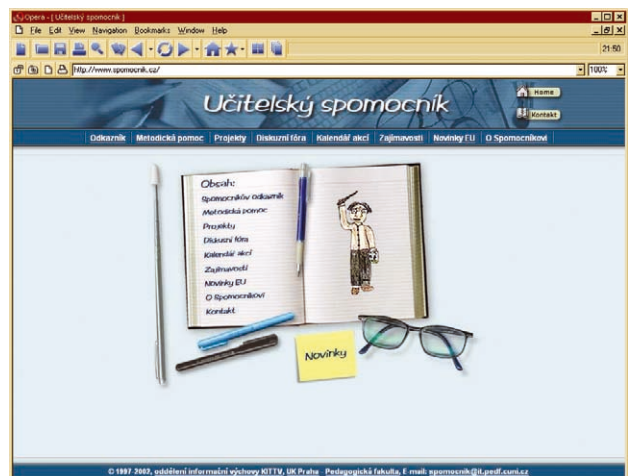 Opera - [ Učitelský spomocník ]
File Edit View Navigation Bookmarks Window Help
21:50
http://www.spomocnik.cz/ 100%
Učitelský spomocník
Home
Kontakt
Odkazník Metodická pomoc Projekty Diskuzní fóra Kalendář akcí Zajímavosti Novinky EU O Spomocníkovi
Obsah:
Spomocníkův Odkazník
Metodická pomoc
Projekty
Diskusní fóra
Kalendář akcí
Zajímavosti
Novinky EU
O Spomocníkovi
Kontakt
Novinky
© 1997-2002, oddělení informační výchovy KITTV, UK Praha - Pedagogická fakulta, E-mail: spomocnik@it.pedf.cuni.cz